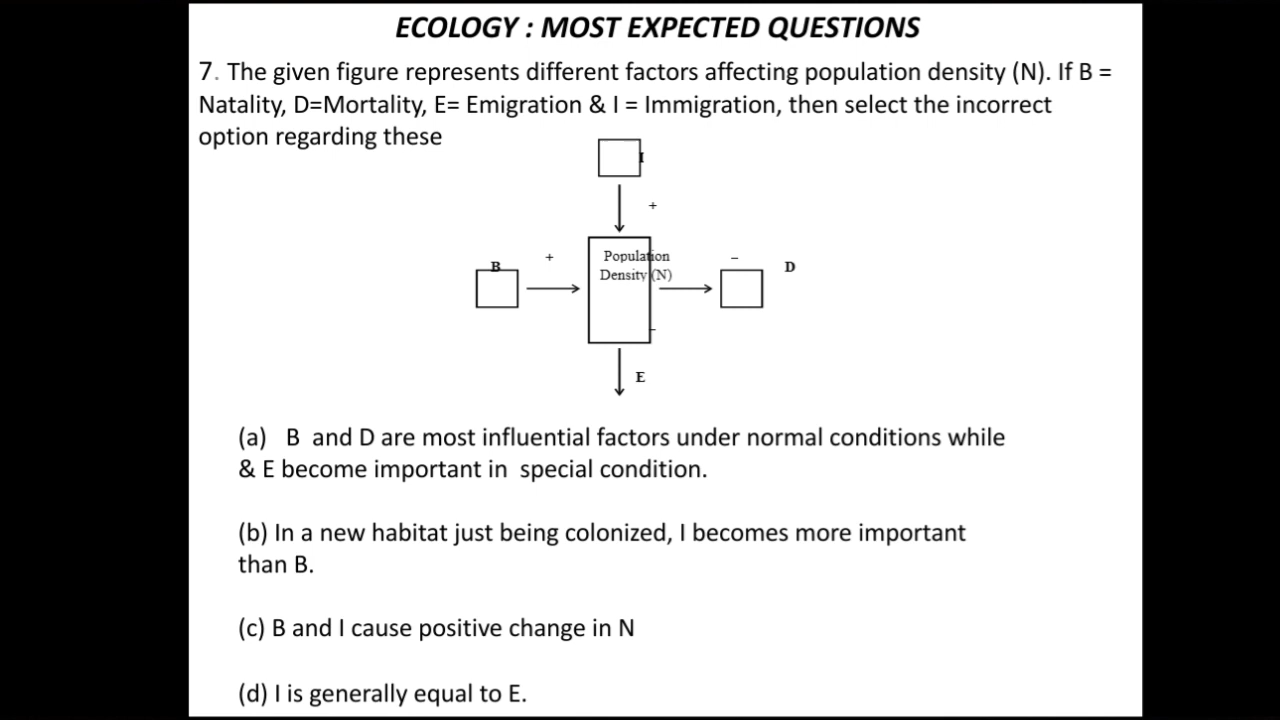 ECOLOGY : MOST EXPECTED QUESTIONS
7. The given figure represents different factors affecting population density (N). If B =
Natality, D=Mortality, E= Emigration & I = Immigration, then select the incorrect
option regarding these
I
+
B
+
Population
Density (N)
–
D
-
E
(a) B and D are most influential factors under normal conditions while
& E become important in special condition.
(b) In a new habitat just being colonized, I becomes more important
than B.
(c) B and I cause positive change in N
(d) I is generally equal to E.